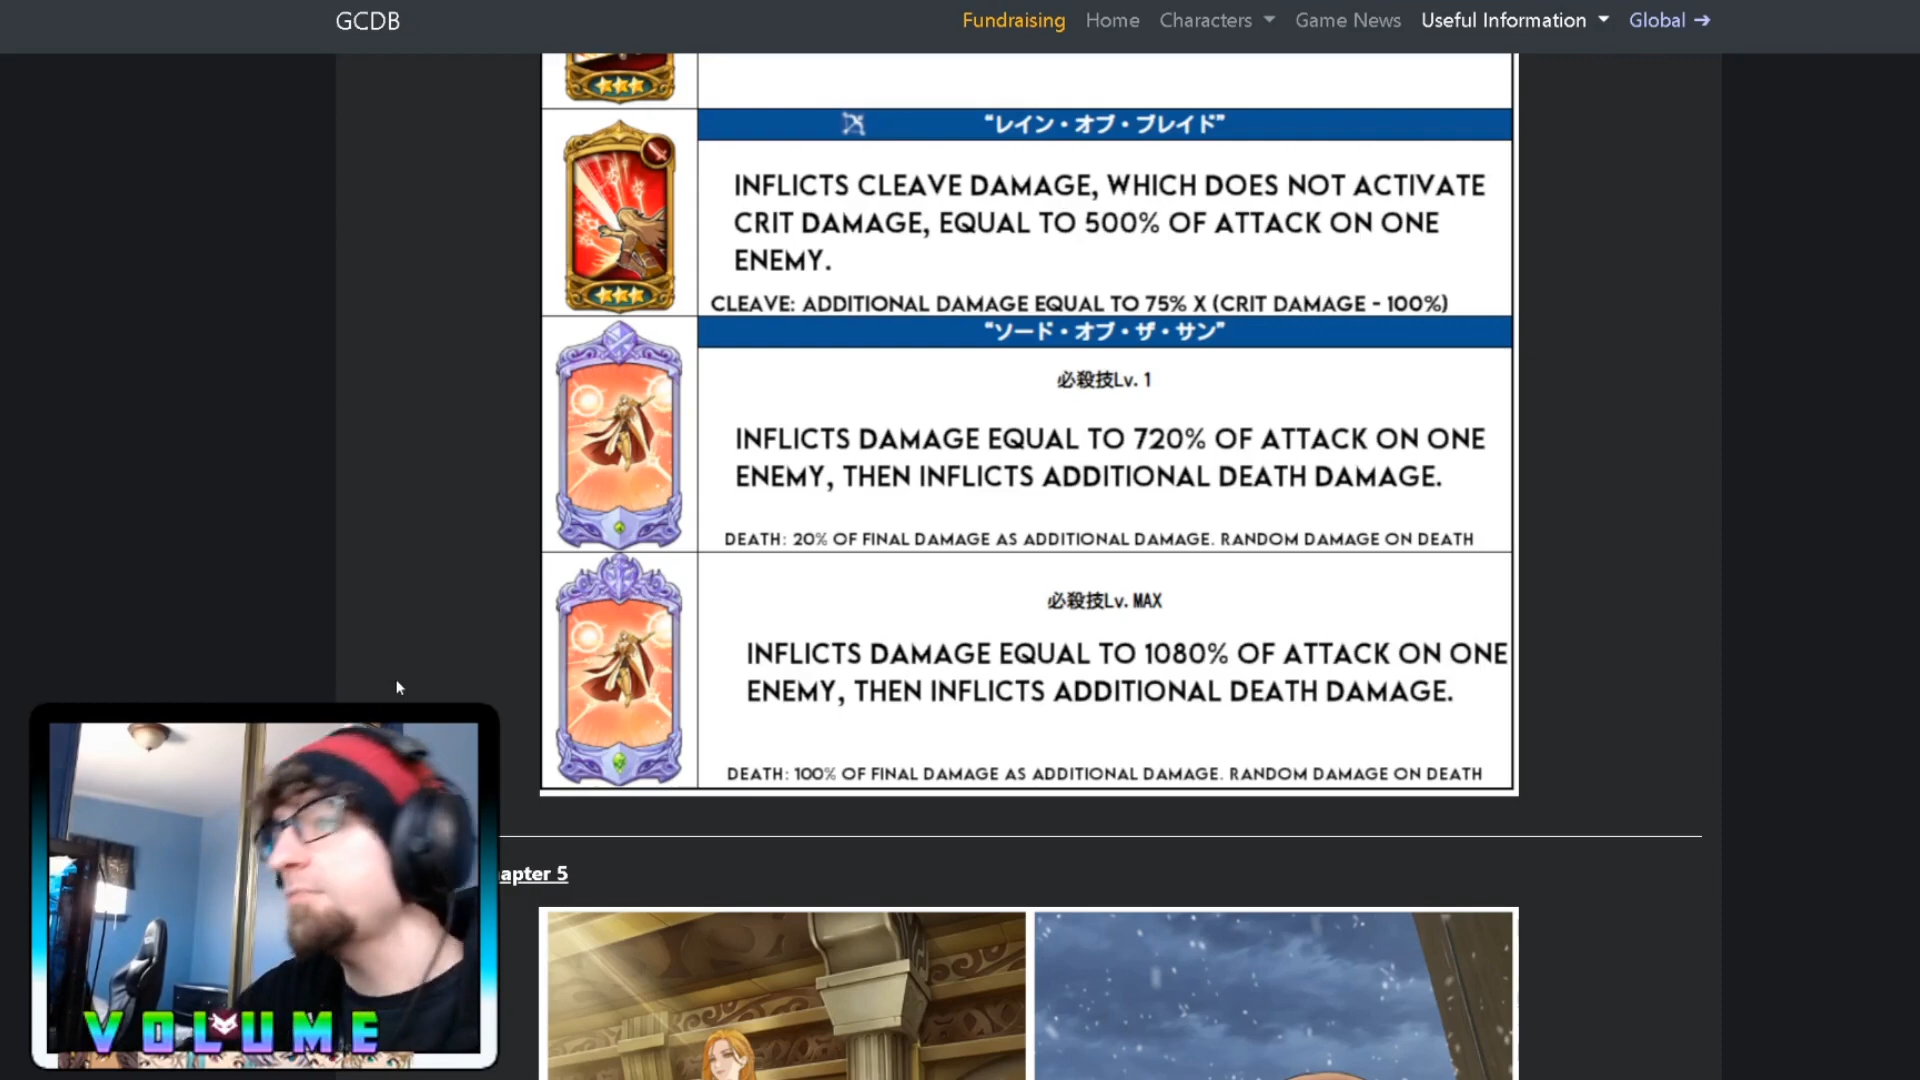 GCDB
Fundraising Home Characters Game News Useful Information Global →
"レイン・オブ・ブレイド"
INFLICTS CLEAVE DAMAGE, WHICH DOES NOT ACTIVATE
CRIT DAMAGE, EQUAL TO 500% OF ATTACK ON ONE
ENEMY.
CLEAVE: ADDITIONAL DAMAGE EQUAL TO 75% X (CRIT DAMAGE - 100%)
"ソード・オブ・ザ・サン"
必殺技Lv. 1
INFLICTS DAMAGE EQUAL TO 720% OF ATTACK ON ONE
ENEMY, THEN INFLICTS ADDITIONAL DEATH DAMAGE.
DEATH: 20% OF FINAL DAMAGE AS ADDITIONAL DAMAGE. RANDOM DAMAGE ON DEATH
必殺技Lv. MAX
INFLICTS DAMAGE EQUAL TO 1080% OF ATTACK ON ONE
ENEMY, THEN INFLICTS ADDITIONAL DEATH DAMAGE.
DEATH: 100% OF FINAL DAMAGE AS ADDITIONAL DAMAGE. RANDOM DAMAGE ON DEATH
apter 5
VOLUME